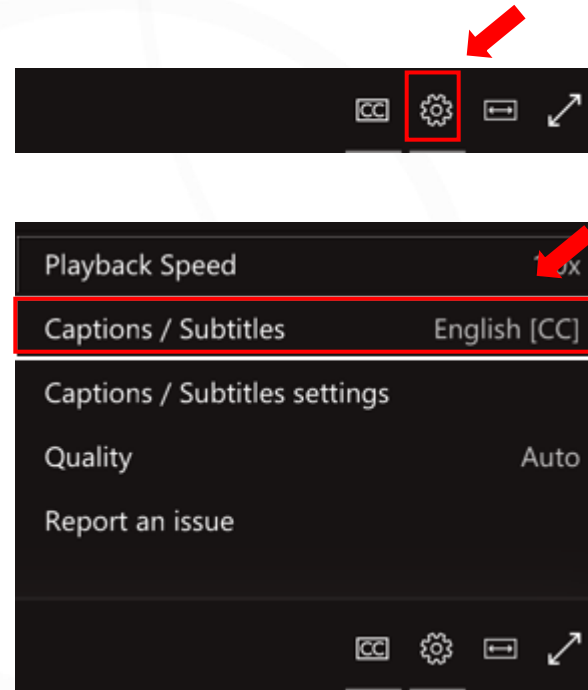 CC
Playback Speed
Captions / Subtitles English [CC]
Captions / Subtitles settings
Quality Auto
Report an issue
CC